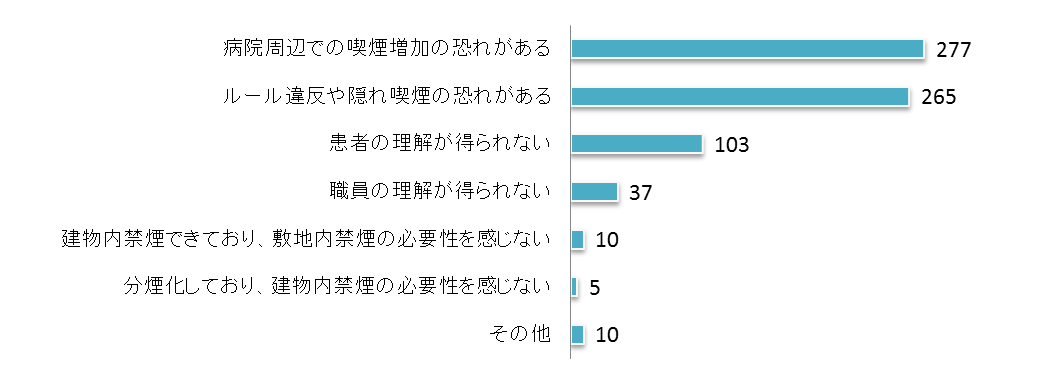 病院周辺での喫煙増加の恐れがある 277
ルール違反や隠れ喫煙の恐れがある 265
患者の理解が得られない 103
職員の理解が得られない 37
建物内禁煙できており、敷地内禁煙の必要性を感じない 10
分煙化しており、建物内禁煙の必要性を感じない 5
その他 10